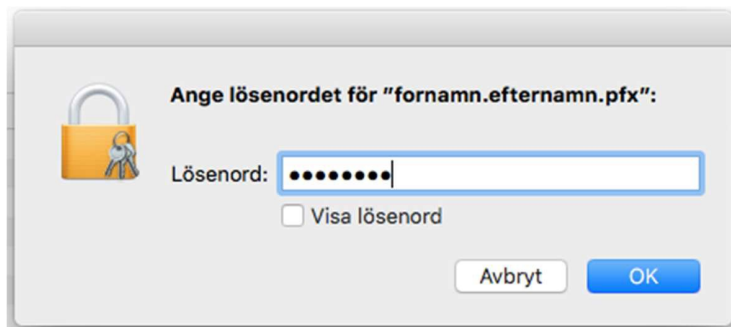 Ange lösenordet för ”fornamn.efternamn.pfx”:
Lösenord: ••••••••
Visa lösenord
Avbryt OK